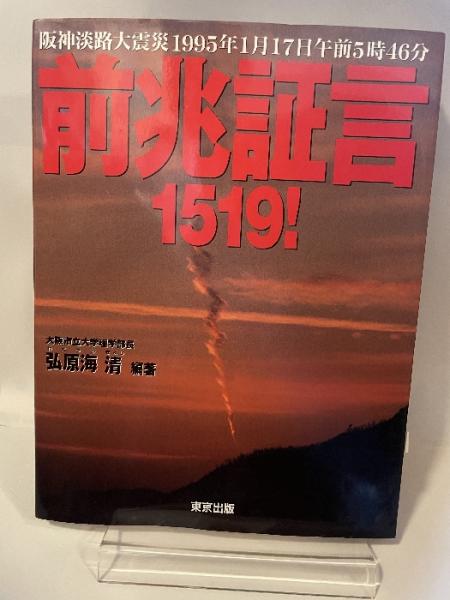 阪神淡路大震災1995年1月17日午前5時46分
前兆証言
1519!
大阪市立大学理学部長
弘原海 清 編著
東京出版